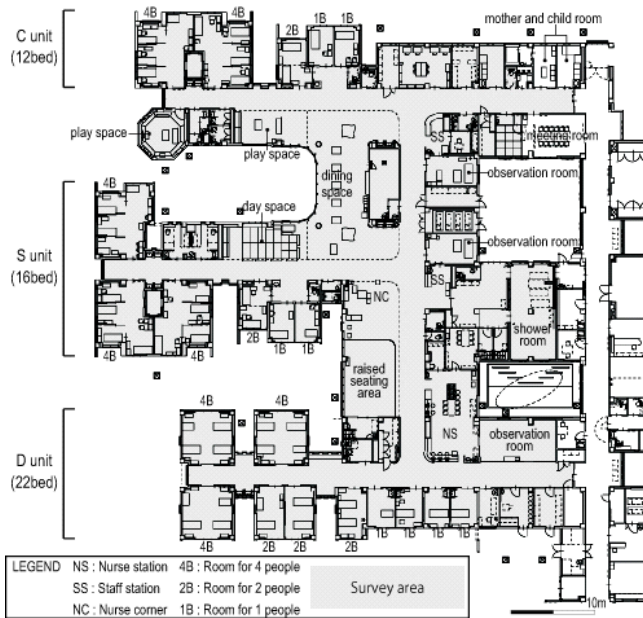 4B
4B
2B
1B
1B
mother and child room
C unit
(12bed)
play space
play space
SS
meeting room
dining
space
observation room
4B
day space
observation room
S unit
(16bed)
SS
NC
shower
room
4B
4B
2B
1B
1B
raised
seating
area
4B
4B
NS
observation
room
D unit
(22bed)
4B
2B
2B
2B
1B
1B
1B
1B
LEGEND NS : Nurse station 4B : Room for 4 people
SS : Staff station 2B : Room for 2 people
NC : Nurse corner 1B : Room for 1 people
Survey area
10m